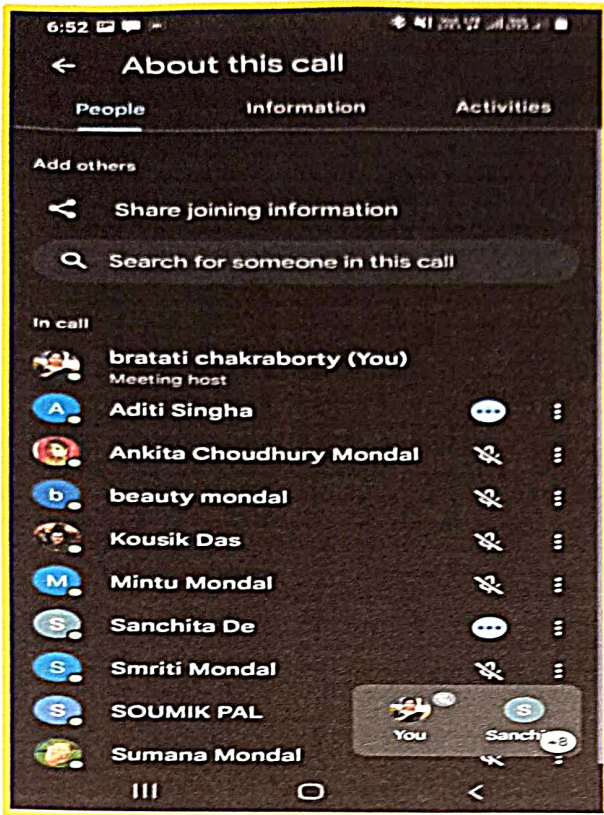 6:52
About this call
People Information Activities
Add others
Share joining information
Search for someone in this call
In call
bratati chakraborty (You)
Meeting host
A Aditi Singha
Ankita Choudhury Mondal
b beauty mondal
Kousik Das
M Mintu Mondal
S Sanchita De
S Smriti Mondal
S SOUMIK PAL
S
You Sanchi +8
Sumana Mondal